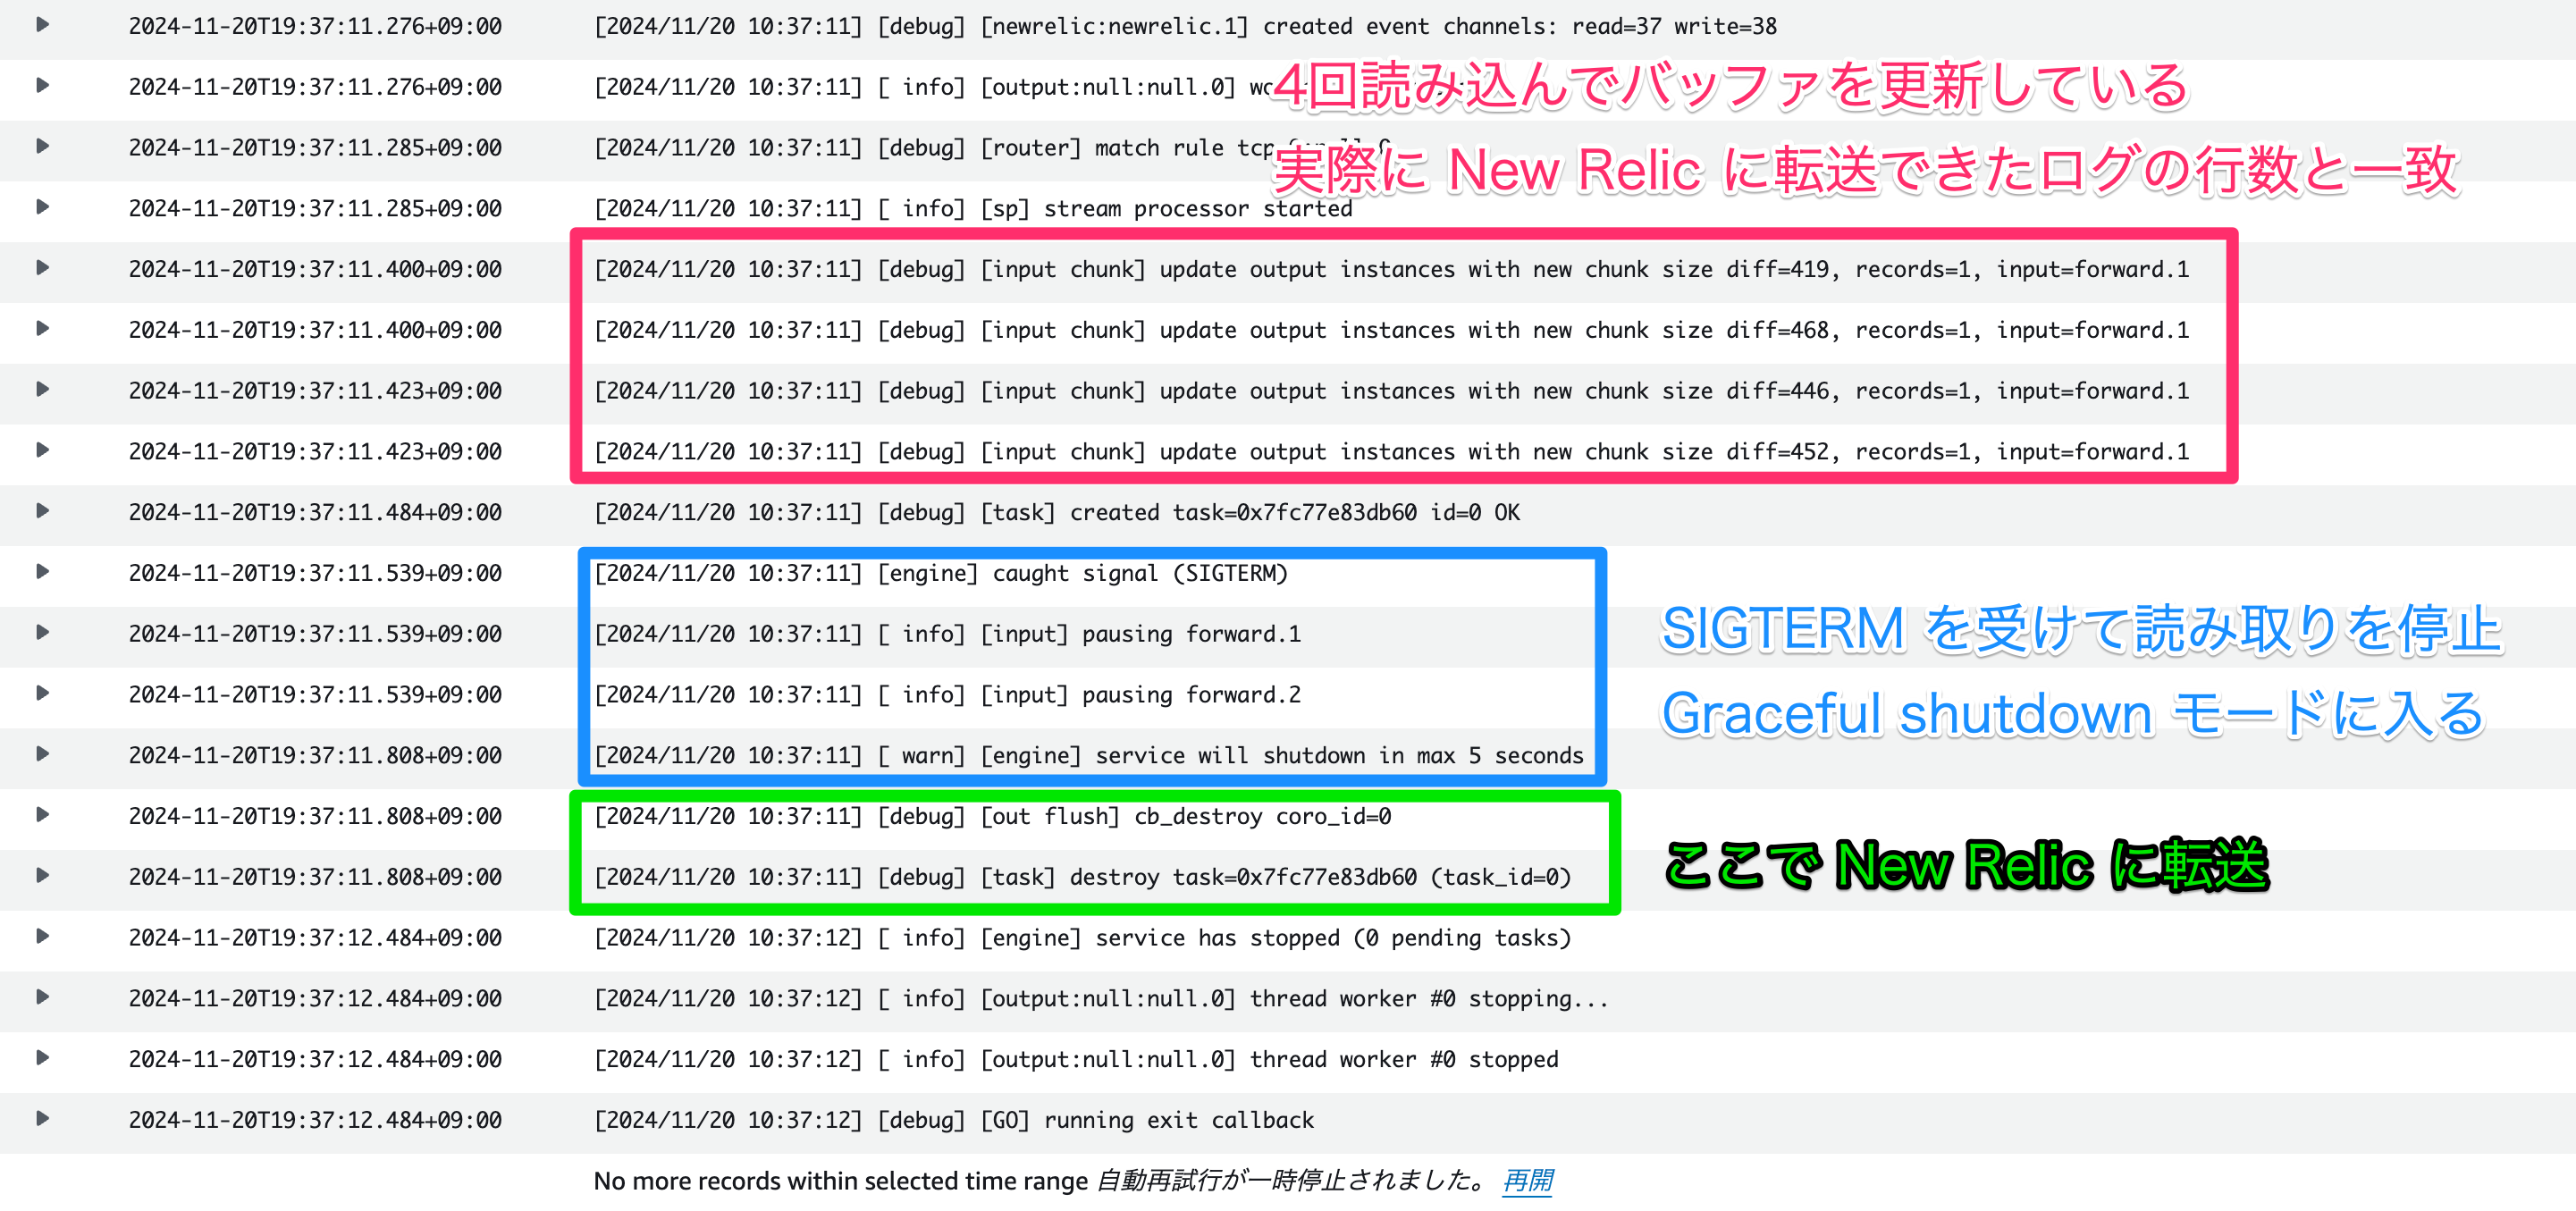 2024-11-20T19:37:11.276+09:00 [2024/11/20 10:37:11] [debug] [newrelic:newrelic.1] created event channels: read=37 write=38
2024-11-20T19:37:11.276+09:00 [2024/11/20 10:37:11] [ info] [output:null:null.0]
4回読み込んでバッファを更新している
2024-11-20T19:37:11.285+09:00 [2024/11/20 10:37:11] [debug] [router] match rule
実際に New Relic に転送できたログの行数と一致
2024-11-20T19:37:11.285+09:00 [2024/11/20 10:37:11] [ info] [sp] stream processor started
2024-11-20T19:37:11.400+09:00 [2024/11/20 10:37:11] [debug] [input chunk] update output instances with new chunk size diff=419, records=1, input=forward.1
2024-11-20T19:37:11.400+09:00 [2024/11/20 10:37:11] [debug] [input chunk] update output instances with new chunk size diff=468, records=1, input=forward.1
2024-11-20T19:37:11.423+09:00 [2024/11/20 10:37:11] [debug] [input chunk] update output instances with new chunk size diff=446, records=1, input=forward.1
2024-11-20T19:37:11.423+09:00 [2024/11/20 10:37:11] [debug] [input chunk] update output instances with new chunk size diff=452, records=1, input=forward.1
2024-11-20T19:37:11.484+09:00 [2024/11/20 10:37:11] [debug] [task] created task=0x7fc77e83db60 id=0 OK
2024-11-20T19:37:11.539+09:00 [2024/11/20 10:37:11] [engine] caught signal (SIGTERM)
2024-11-20T19:37:11.539+09:00 [2024/11/20 10:37:11] [ info] [input] pausing forward.1
SIGTERM を受けて読み取りを停止
2024-11-20T19:37:11.539+09:00 [2024/11/20 10:37:11] [ info] [input] pausing forward.2
Graceful shutdown モードに入る
2024-11-20T19:37:11.808+09:00 [2024/11/20 10:37:11] [ warn] [engine] service will shutdown in max 5 seconds
2024-11-20T19:37:11.808+09:00 [2024/11/20 10:37:11] [debug] [out flush] cb_destroy coro_id=0
ここで New Relic に転送
2024-11-20T19:37:11.808+09:00 [2024/11/20 10:37:11] [debug] [task] destroy task=0x7fc77e83db60 (task_id=0)
2024-11-20T19:37:12.484+09:00 [2024/11/20 10:37:12] [ info] [engine] service has stopped (0 pending tasks)
2024-11-20T19:37:12.484+09:00 [2024/11/20 10:37:12] [ info] [output:null:null.0] thread worker #0 stopping...
2024-11-20T19:37:12.484+09:00 [2024/11/20 10:37:12] [ info] [output:null:null.0] thread worker #0 stopped
2024-11-20T19:37:12.484+09:00 [2024/11/20 10:37:12] [debug] [GO] running exit callback
No more records within selected time range 自動再試行が一時停止されました。 再開